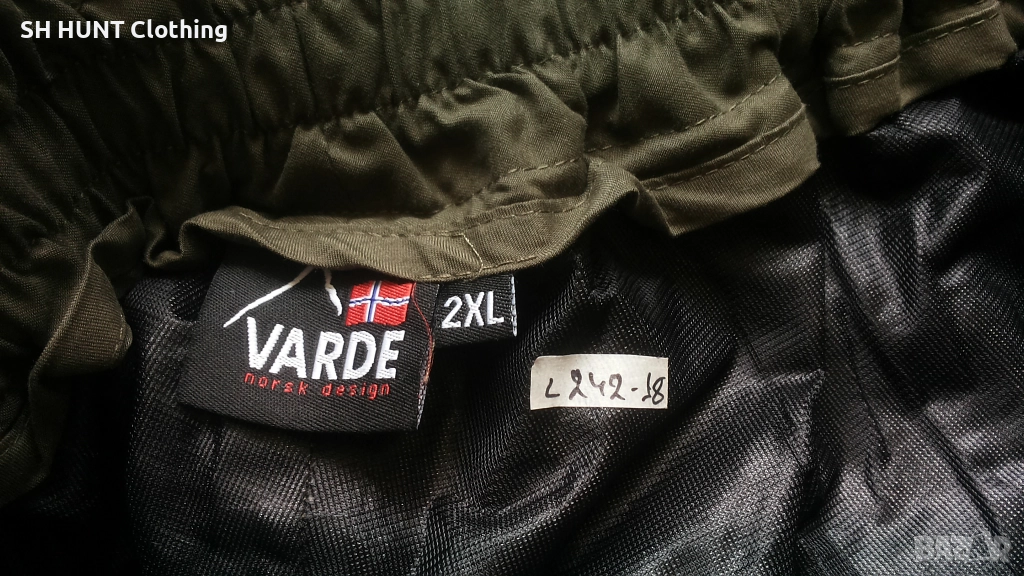 SH HUNT Clothing
VARDE
norsk design
2XL
L242-18